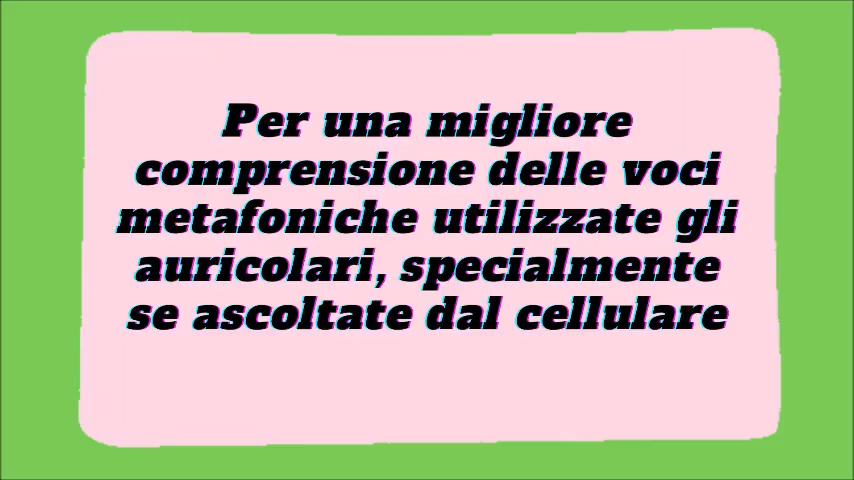 Per una migliore
comprensione delle voci
metafoniche utilizzate gli
auricolari, specialmente
se ascoltate dal cellulare